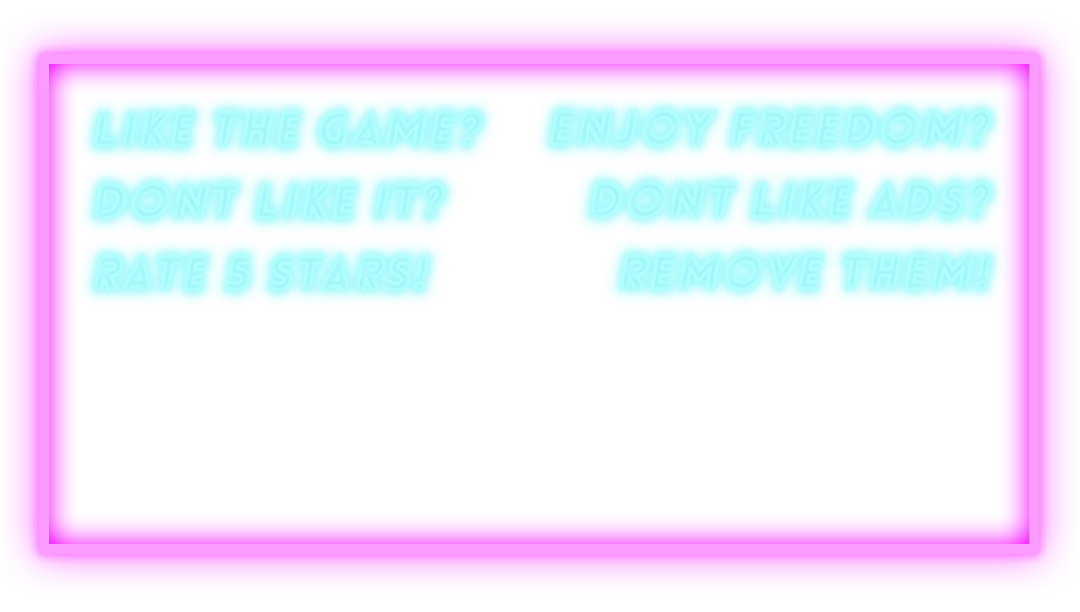 LIKE THE GAME?
DONT LIKE IT?
RATE 5 STARS!
ENJOY FREEDOM?
DONT LIKE ADS?
REMOVE THEM!